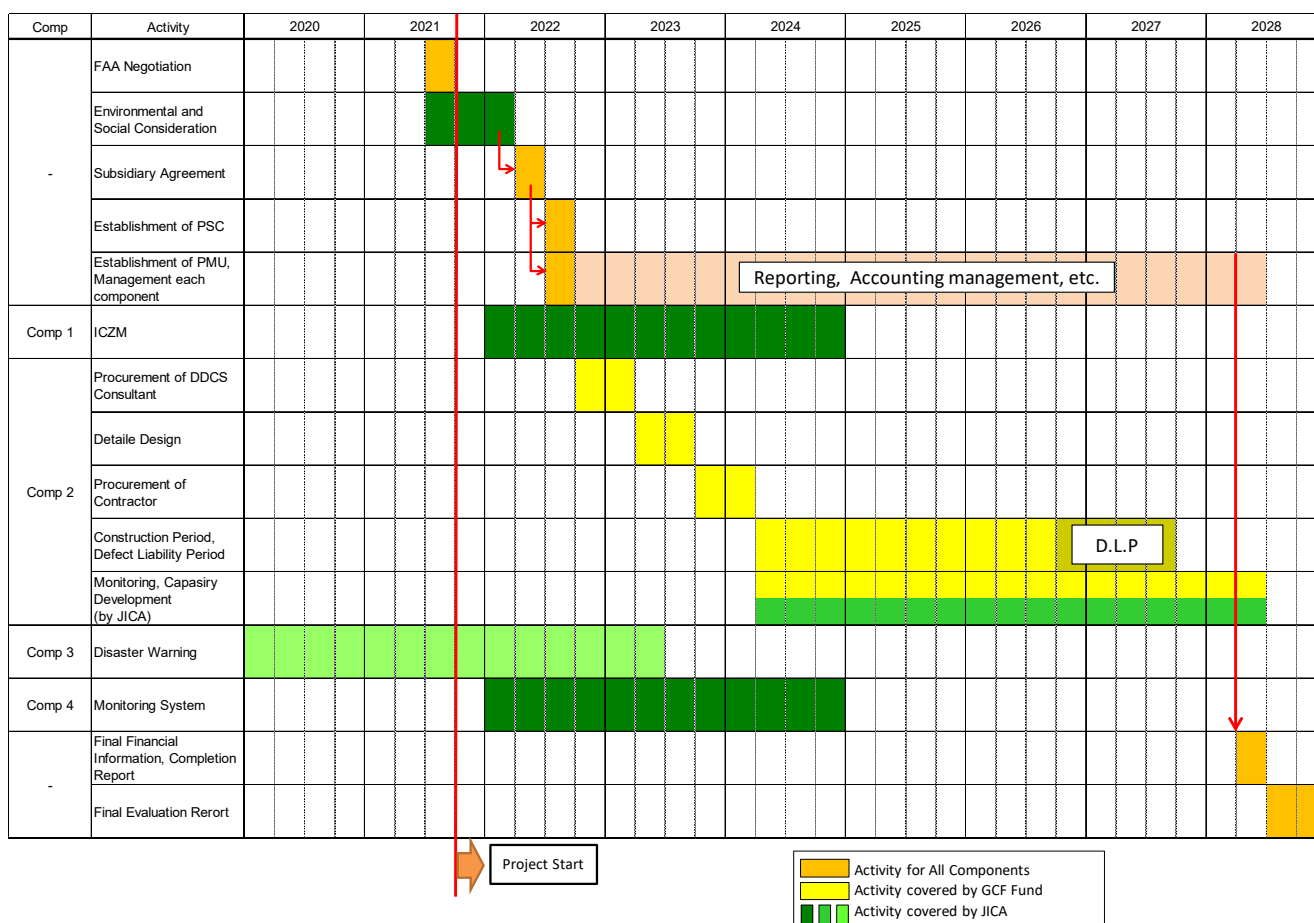 Comp Activity 2020 2021 2022 2023 2024 2025 2026 2027 2028
FAA Negotiation
Environmental and
Social Consideration
-
Subsidiary Agreement
Establishment of PSC
Establishment of PMU,
Management each
component
Reporting, Accounting management, etc.
Comp 1
ICZM
Comp 2
Procurement of DDCS
Consultant
Detaile Design
Procurement of
Contractor
Construction Period,
Defect Liability Period
D.L.P
Monitoring, Capasiry
Development
(by JICA)
Comp 3
Disaster Warning
Comp 4
Monitoring System
-
Final Financial
Information, Completion
Report
Final Evaluation Rerort
Project Start
Activity for All Components
Activity covered by GCF Fund
Activity covered by JICA